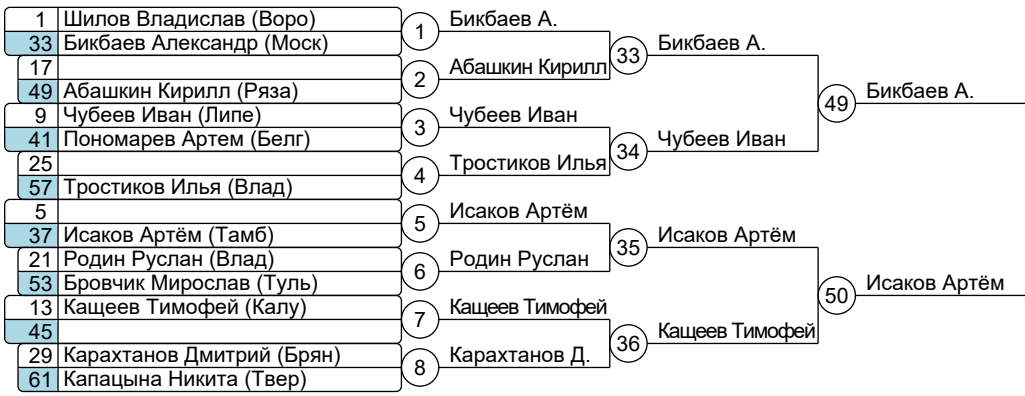 1 Шилов Владислав (Воро)
33 Бикбаев Александр (Моск)
17
49 Абашкин Кирилл (Ряза)
9 Чубеев Иван (Липе)
41 Пономарев Артем (Белг)
25
57 Тростиков Илья (Влад)
5
37 Исаков Артём (Тамб)
21 Родин Руслан (Влад)
53 Бровчик Мирослав (Туль)
13 Кащеев Тимофей (Калу)
45
29 Карахтанов Дмитрий (Брян)
61 Капацына Никита (Твер)
1 Бикбаев А.
2 Абашкин Кирилл
3 Чубеев Иван
4 Тростиков Илья
5 Исаков Артём
6 Родин Руслан
7 Кащеев Тимофей
8 Карахтанов Д.
33 Бикбаев А.
34 Чубеев Иван
35 Исаков Артём
36 Кащеев Тимофей
49 Бикбаев А.
50 Исаков Артём